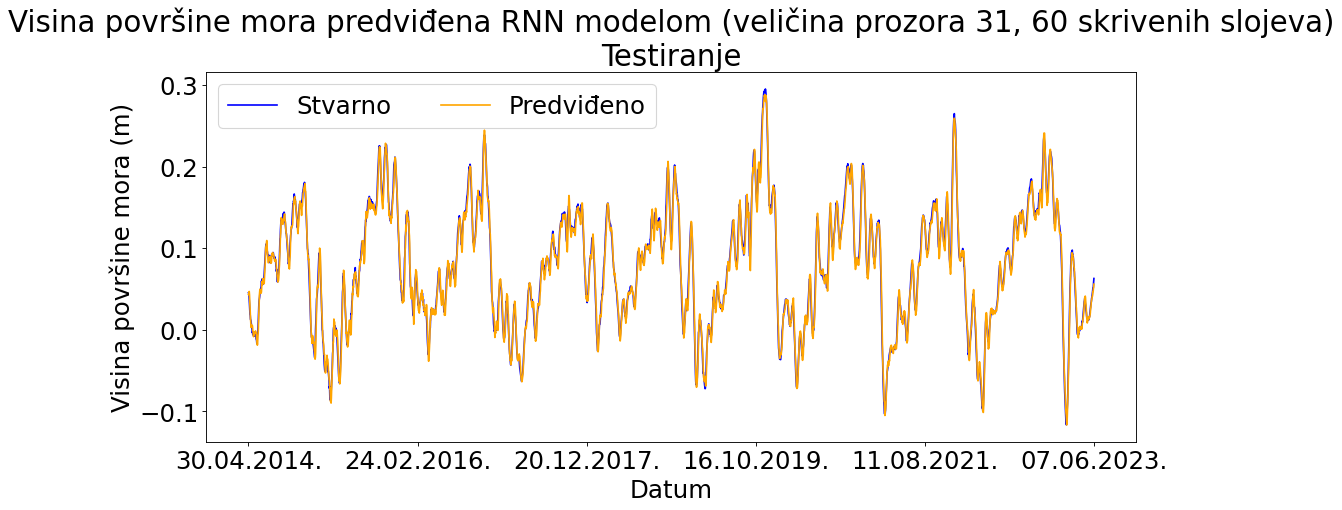 Visina površine mora predviđena RNN modelom (veličina prozora 31, 60 skrivenih slojeva)
Testiranje
Stvarno
Predviđeno
Visina površine mora (m)
0.3
0.2
0.1
0.0
−0.1
30.04.2014.
24.02.2016.
20.12.2017.
16.10.2019.
11.08.2021.
07.06.2023.
Datum